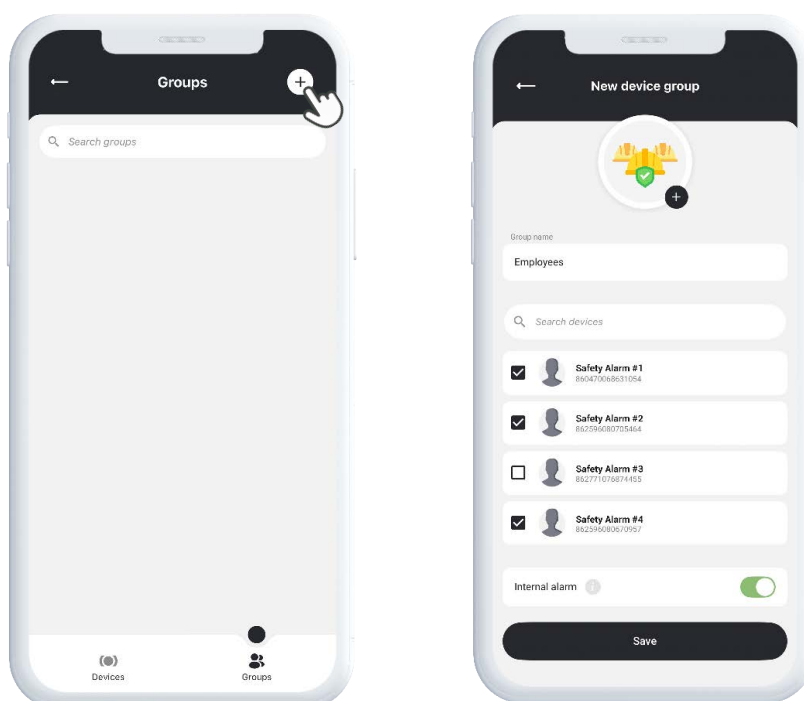 Groups
Search groups
Devices
Groups
New device group
Group name
Employees
Search devices
Safety Alarm #1
860470068631054
Safety Alarm #2
862596080705464
Safety Alarm #3
862771076874455
Safety Alarm #4
862596080670957
Internal alarm
Save